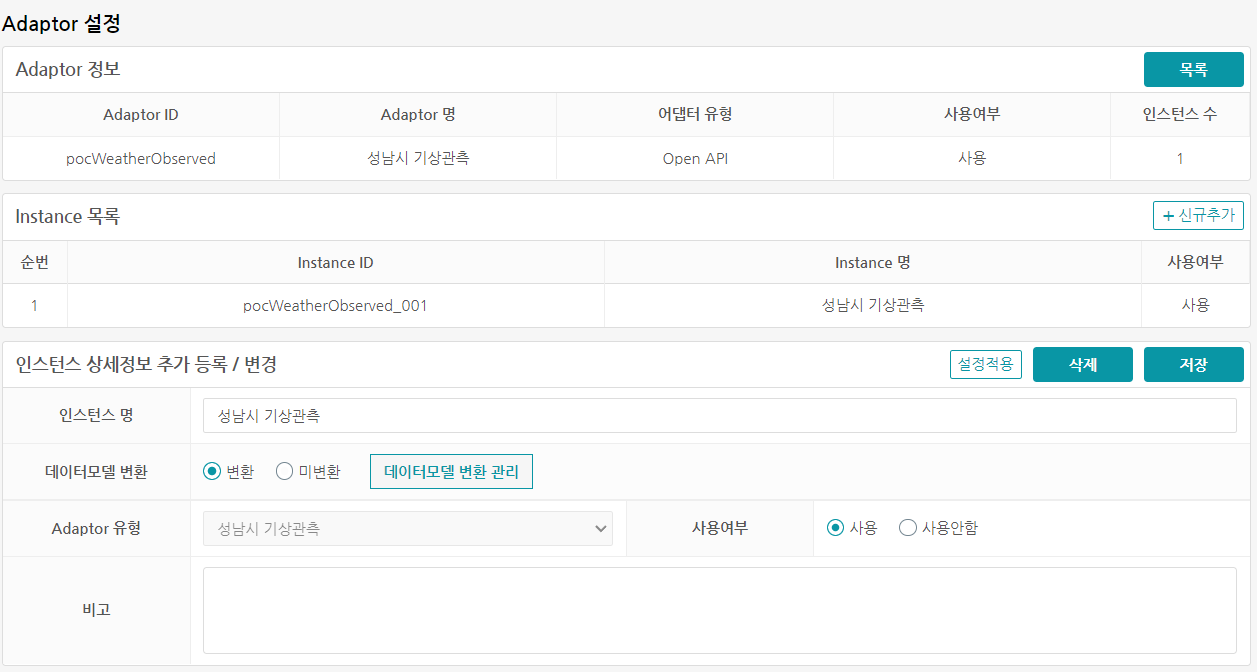 Adaptor 설정
Adaptor 정보 목록
Adaptor ID Adaptor 명 어댑터 유형 사용여부 인스턴스 수
pocWeatherObserved 성남시 기상관측 Open API 사용 1
Instance 목록 + 신규추가
순번 Instance ID Instance 명 사용여부
1 pocWeatherObserved_001 성남시 기상관측 사용
인스턴스 상세정보 추가 등록 / 변경 설정적용 삭제 저장
인스턴스 명 성남시 기상관측
데이터모델 변환 변환 미변환 데이터모델 변환 관리
Adaptor 유형 성남시 기상관측 사용여부 사용 사용안함
비고